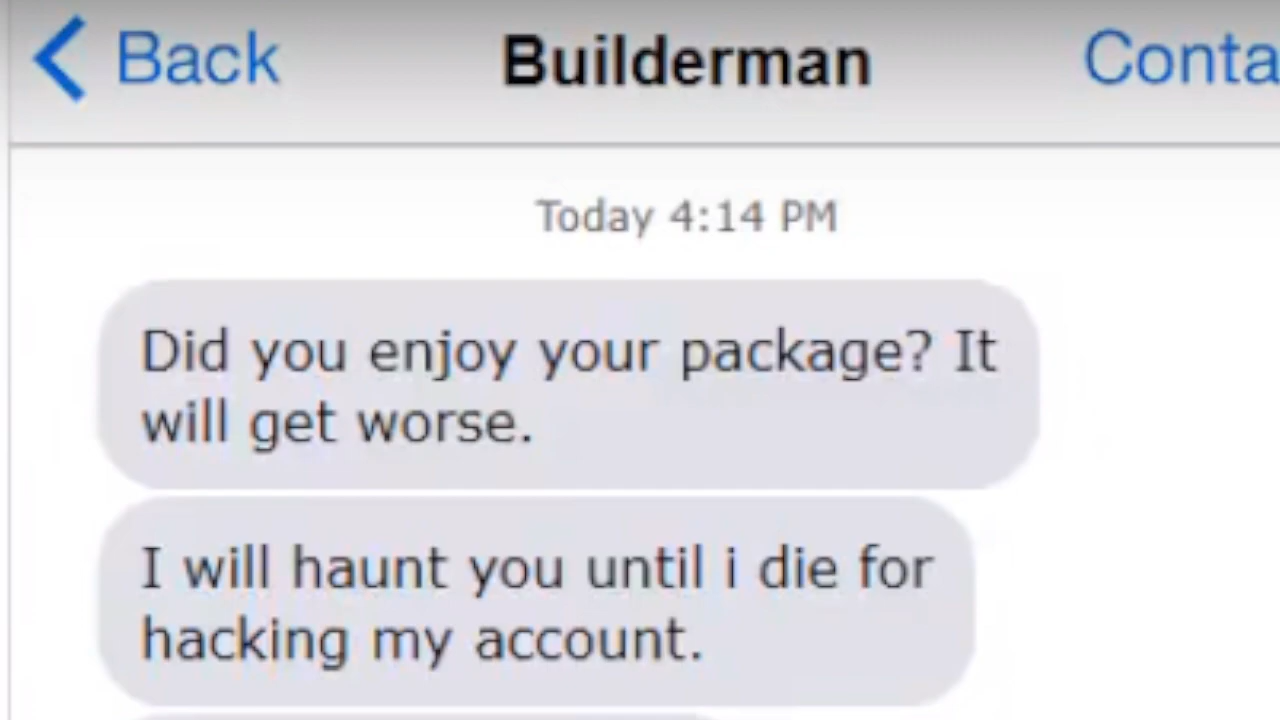 Back Builderman Conta
Today 4:14 PM
Did you enjoy your package? It
will get worse.
I will haunt you until i die for
hacking my account.